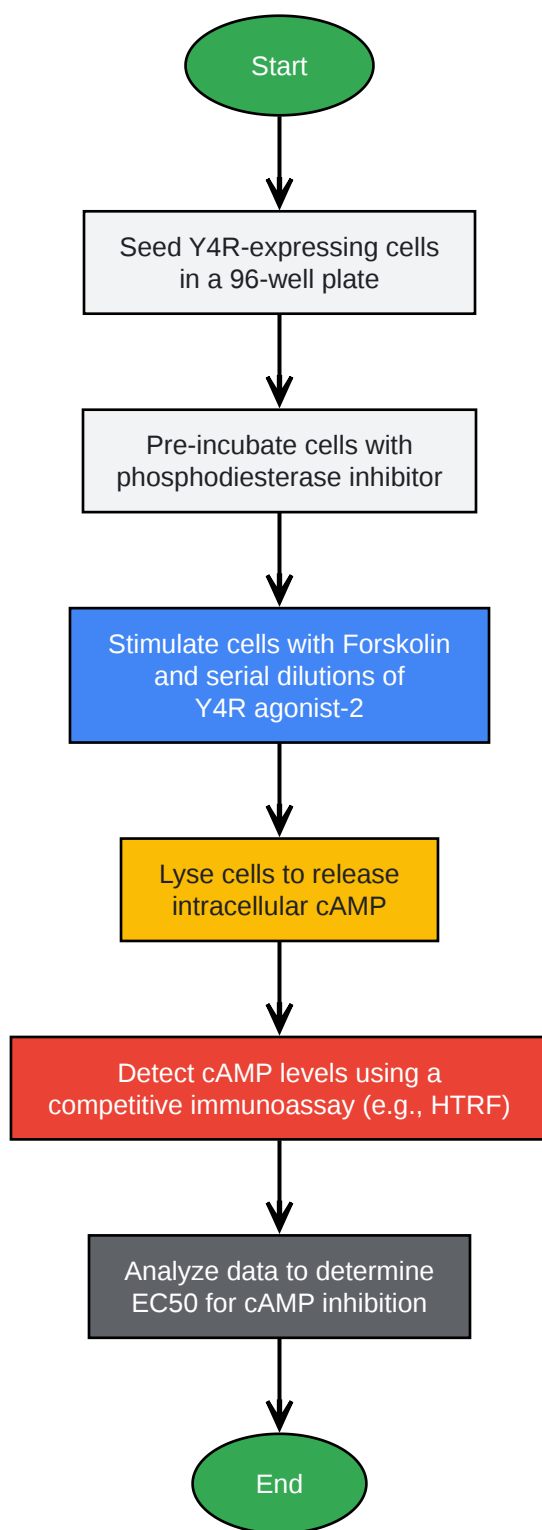 Start
Seed Y4R-expressing cells
in a 96-well plate
Pre-incubate cells with
phosphodiesterase inhibitor
Stimulate cells with Forskolin
and serial dilutions of
Y4R agonist-2
Lyse cells to release
intracellular cAMP
Detect cAMP levels using a
competitive immunoassay (e.g., HTRF)
Analyze data to determine
EC50 for cAMP inhibition
End